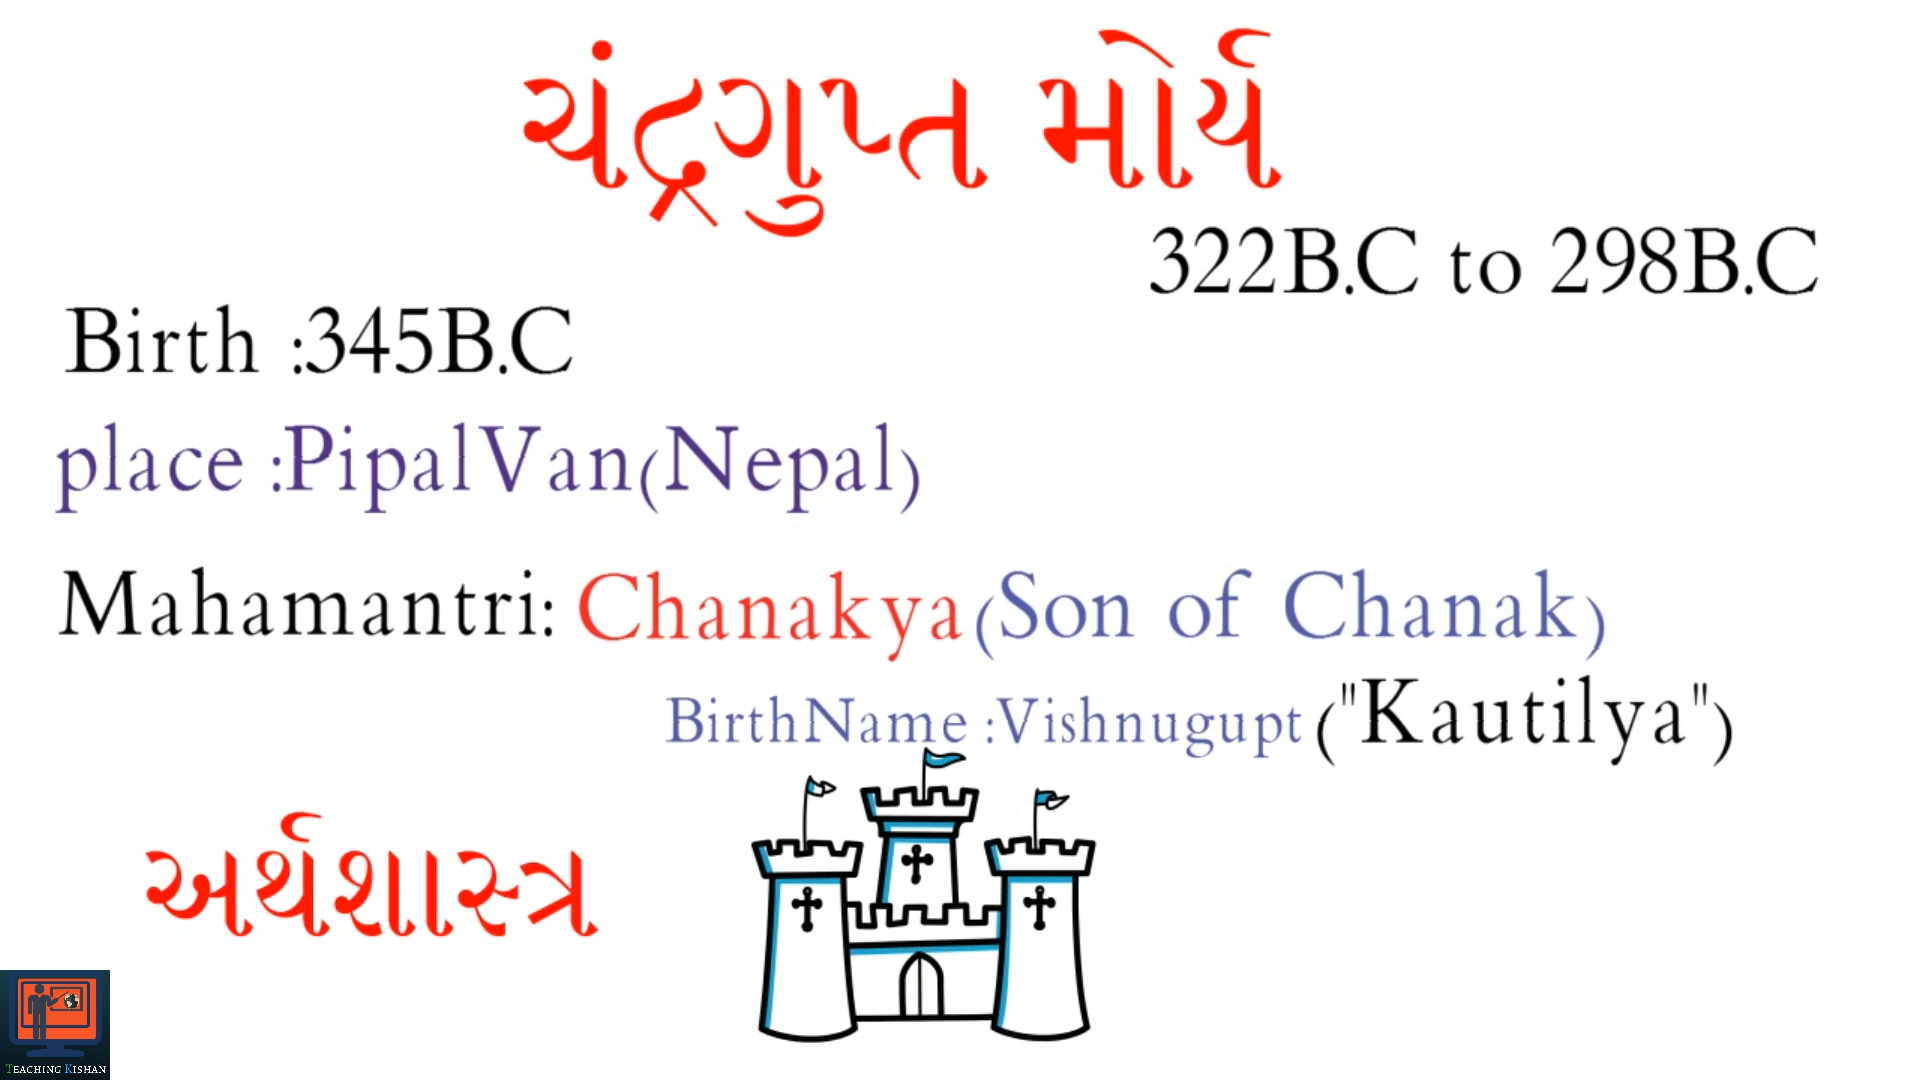 ચંદ્રગુપ્ત મોર્ય
322B.C to 298B.C
Birth :345B.C
place :PipalVan(Nepal)
Mahamantri: Chanakya(Son of Chanak)
BirthName :Vishnugupt("Kautilya")
અર્થશાસ્ત્ર
TEACHING KISHAN